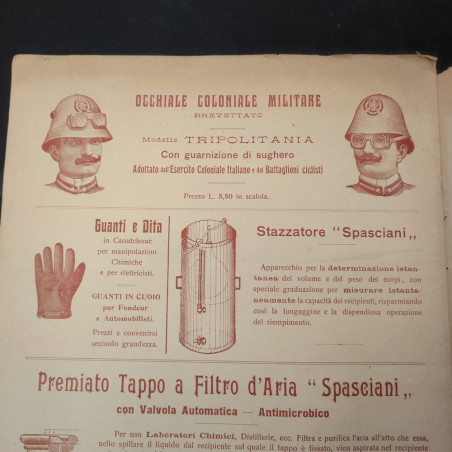 OCCHIALE COLONIALE MILITARE
BREVETTATO
Modello TRIPOLITANIA
Con guarnizione di sughero
Adottato dall'Esercito Coloniale Italiano e dai Battaglioni ciclisti
Prezzo L. 5,50 in scatola.
Guanti e Dita
in Caoutchouc
per manipolazioni
Chimiche
e per elettricisti.
GUANTI IN CUOIO
per Fondeur
e Automobilisti.
Prezzi a convenirsi
secondo grandezza.
Stazzatore "Spasciani„
Apparecchio per la determinazione istan-
tanea del volume e del peso dei corpi, con
speciale graduazione per misurare istanta-
neamente la capacità dei recipienti, risparmiando
così la lungaggine e la dispendiosa operazione
del riempimento.
Premiato Tappo a Filtro d'Aria "Spasciani„
con Valvola Automatica — Antimicrobico
Per uso Laboratori Chimici, Distillerie, ecc. Filtra e purifica l'aria all'atto che essa,
nello spillare il liquido dal recipiente sul quale il tappo è fissato, vien aspirata nel recipiente